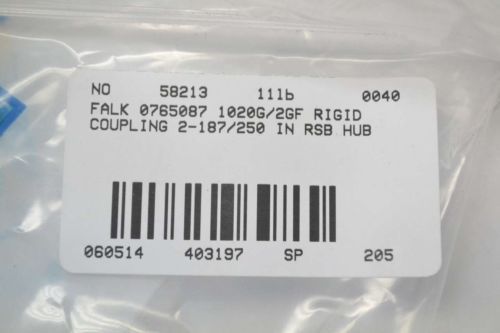 NO 58213 11lb 0040
FALK 0765087 1020G/2GF RIGID
COUPLING 2-187/250 IN RSB HUB
060514 403197 SP 205